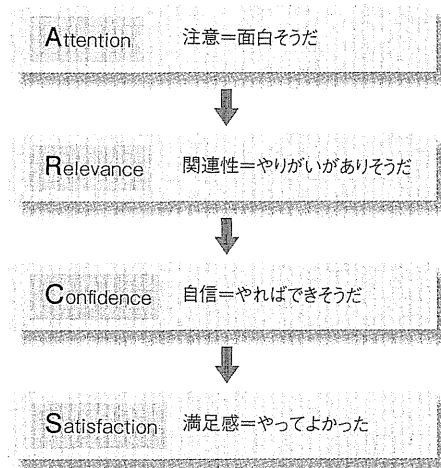 Attention 注意＝面白そうだ
Relevance 関連性＝やりがいがありそうだ
Confidence 自信＝やればできそうだ
Satisfaction 満足感＝やってよかった